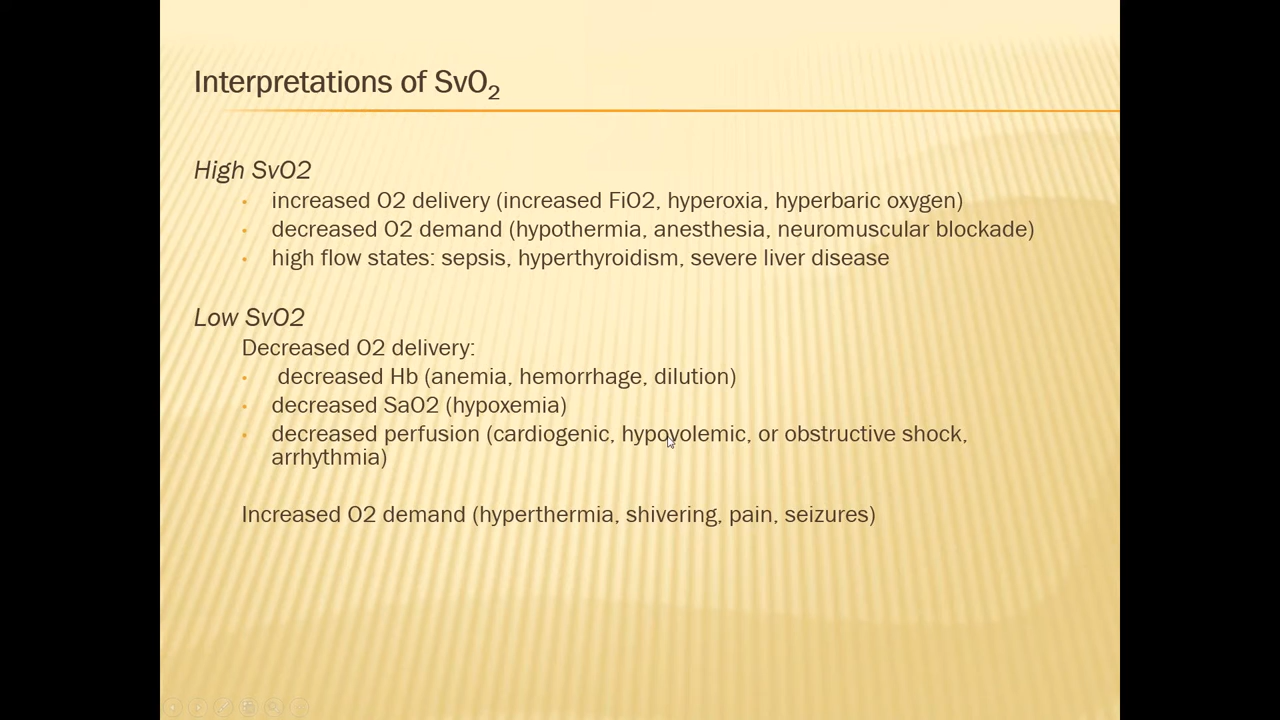 Interpretations of SvO₂
High SvO2
• increased O2 delivery (increased FiO2, hyperoxia, hyperbaric oxygen)
• decreased O2 demand (hypothermia, anesthesia, neuromuscular blockade)
• high flow states: sepsis, hyperthyroidism, severe liver disease
Low SvO2
Decreased O2 delivery:
• decreased Hb (anemia, hemorrhage, dilution)
• decreased SaO2 (hypoxemia)
• decreased perfusion (cardiogenic, hypovolemic, or obstructive shock,
arrhythmia)
Increased O2 demand (hyperthermia, shivering, pain, seizures)